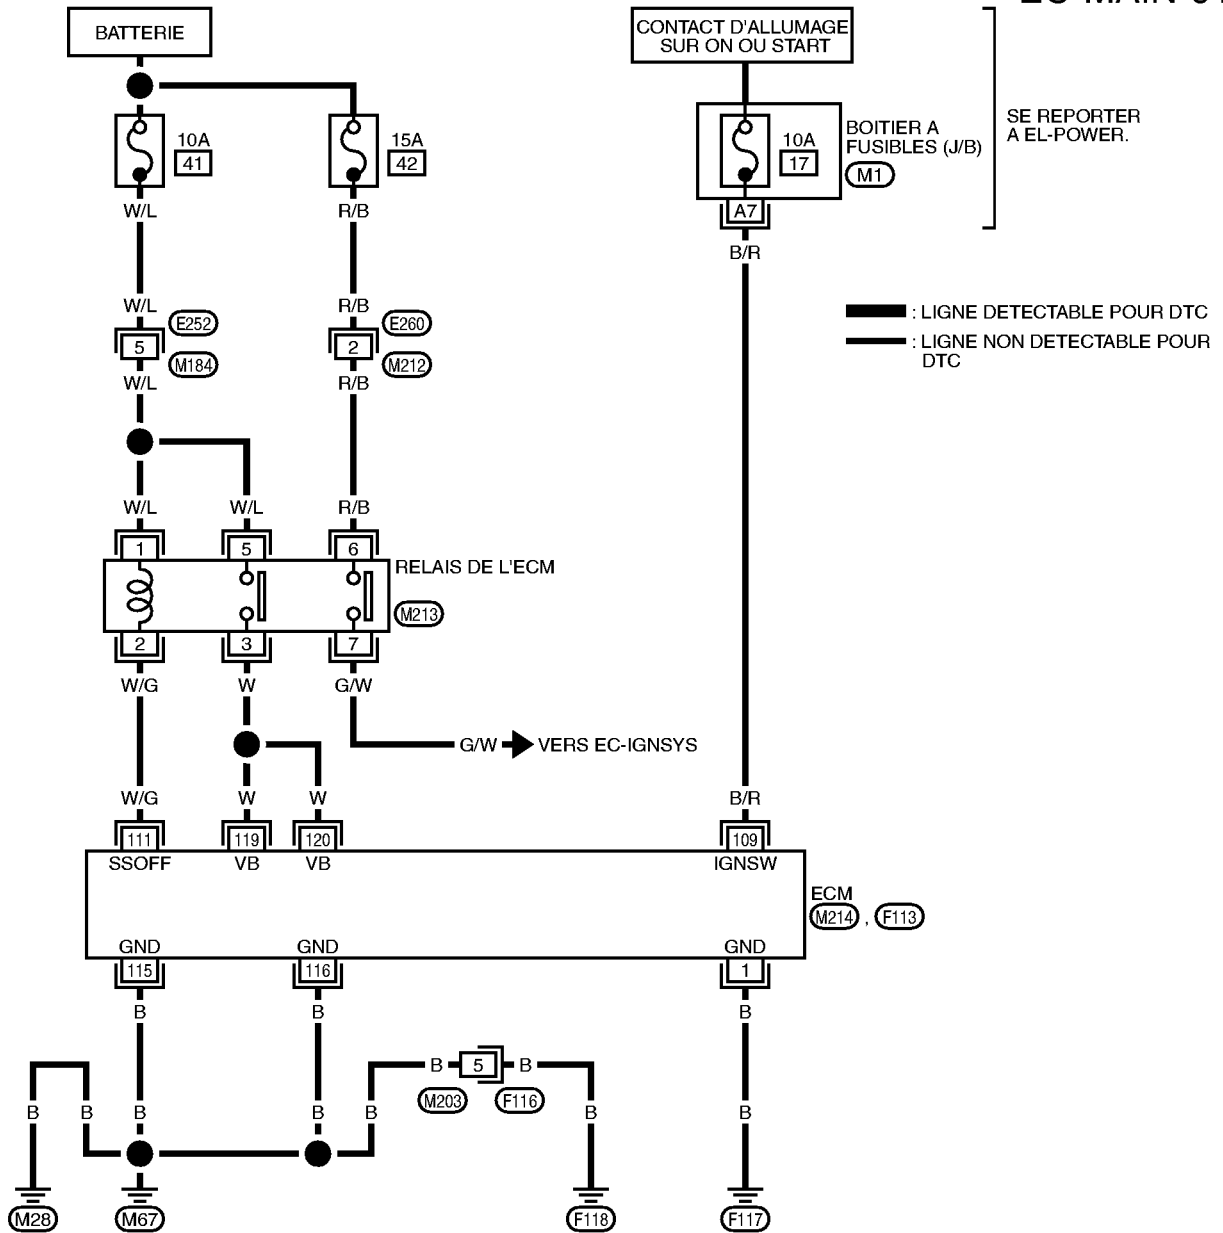 BATTERIE
CONTACT D'ALLUMAGE
SUR ON OU START
10A
41
15A
42
10A
17
BOITIER A
FUSIBLES (J/B)
M1
SE REPORTER
A EL-POWER.
A7
W/L
R/B
B/R
W/L
R/B
E252
E260
5
2
M184
M212
W/L
R/B
: LIGNE DETECTABLE POUR DTC
: LIGNE NON DETECTABLE POUR
DTC
W/L
W/L
R/B
1
5
6
RELAIS DE L'ECM
M213
2
3
7
W/G
W
G/W
G/W
VERS EC-IGNSYS
W/G
W
W
B/R
111
119
120
109
SSOFF
VB
VB
IGNSW
ECM
M214 , F113
GND
GND
GND
115
116
1
B
B
B
B
5
B
M203
F116
B
B
B
B
B
B
B
M28
M67
F118
F117